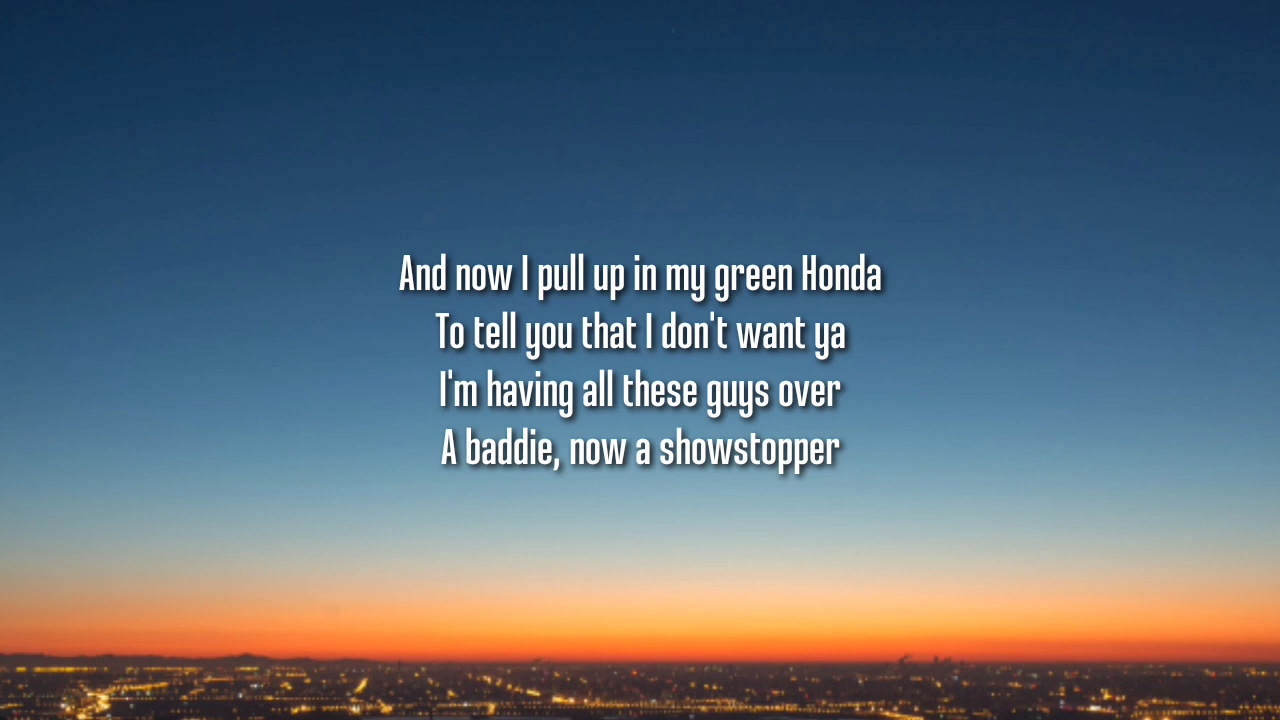 And now I pull up in my green Honda
To tell you that I don't want ya
I'm having all these guys over
A baddie, now a showstopper